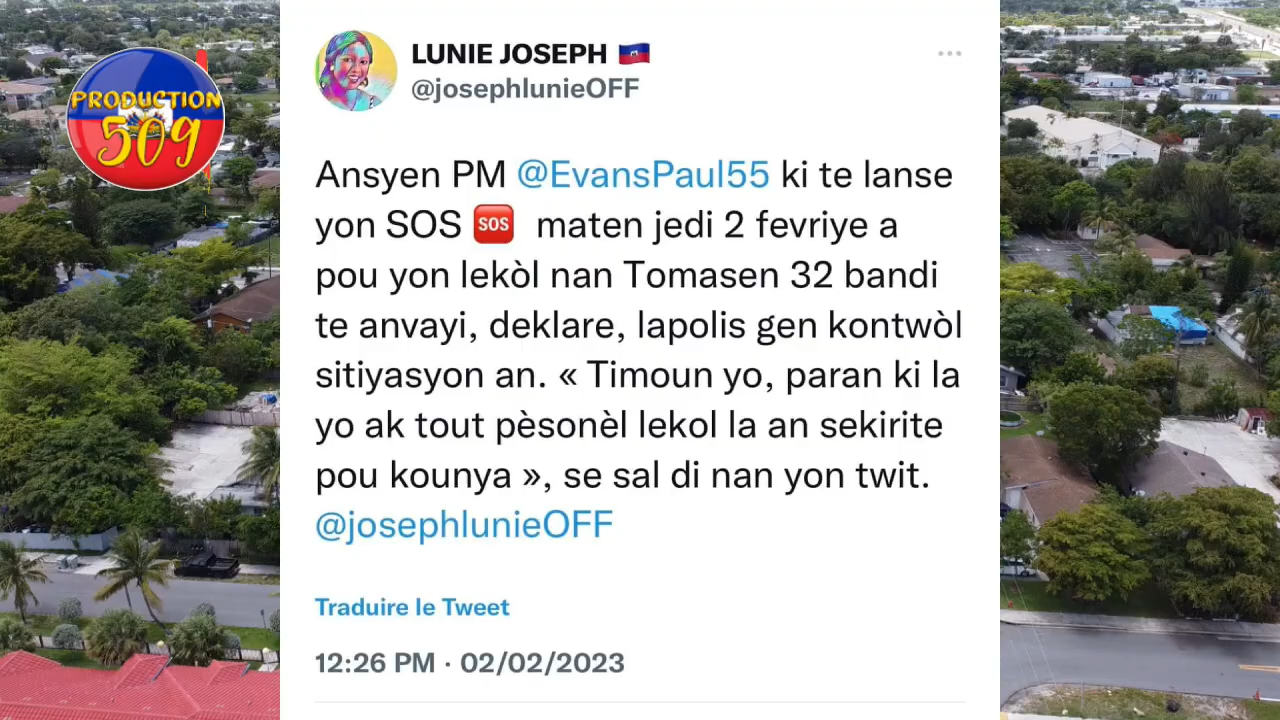 PRODUCTION
509
LUNIE JOSEPH 🇭🇹
@josephlunieOFF
Ansyen PM @EvansPaul55 ki te lanse
yon SOS 🆘 maten jedi 2 fevriye a
pou yon lekòl nan Tomasen 32 bandi
te anvayi, deklare, lapolis gen kontwòl
sitiyasyon an. « Timoun yo, paran ki la
yo ak tout pèsonèl lekol la an sekirite
pou kounya », se sal di nan yon twit.
@josephlunieOFF
Traduire le Tweet
12:26 PM · 02/02/2023